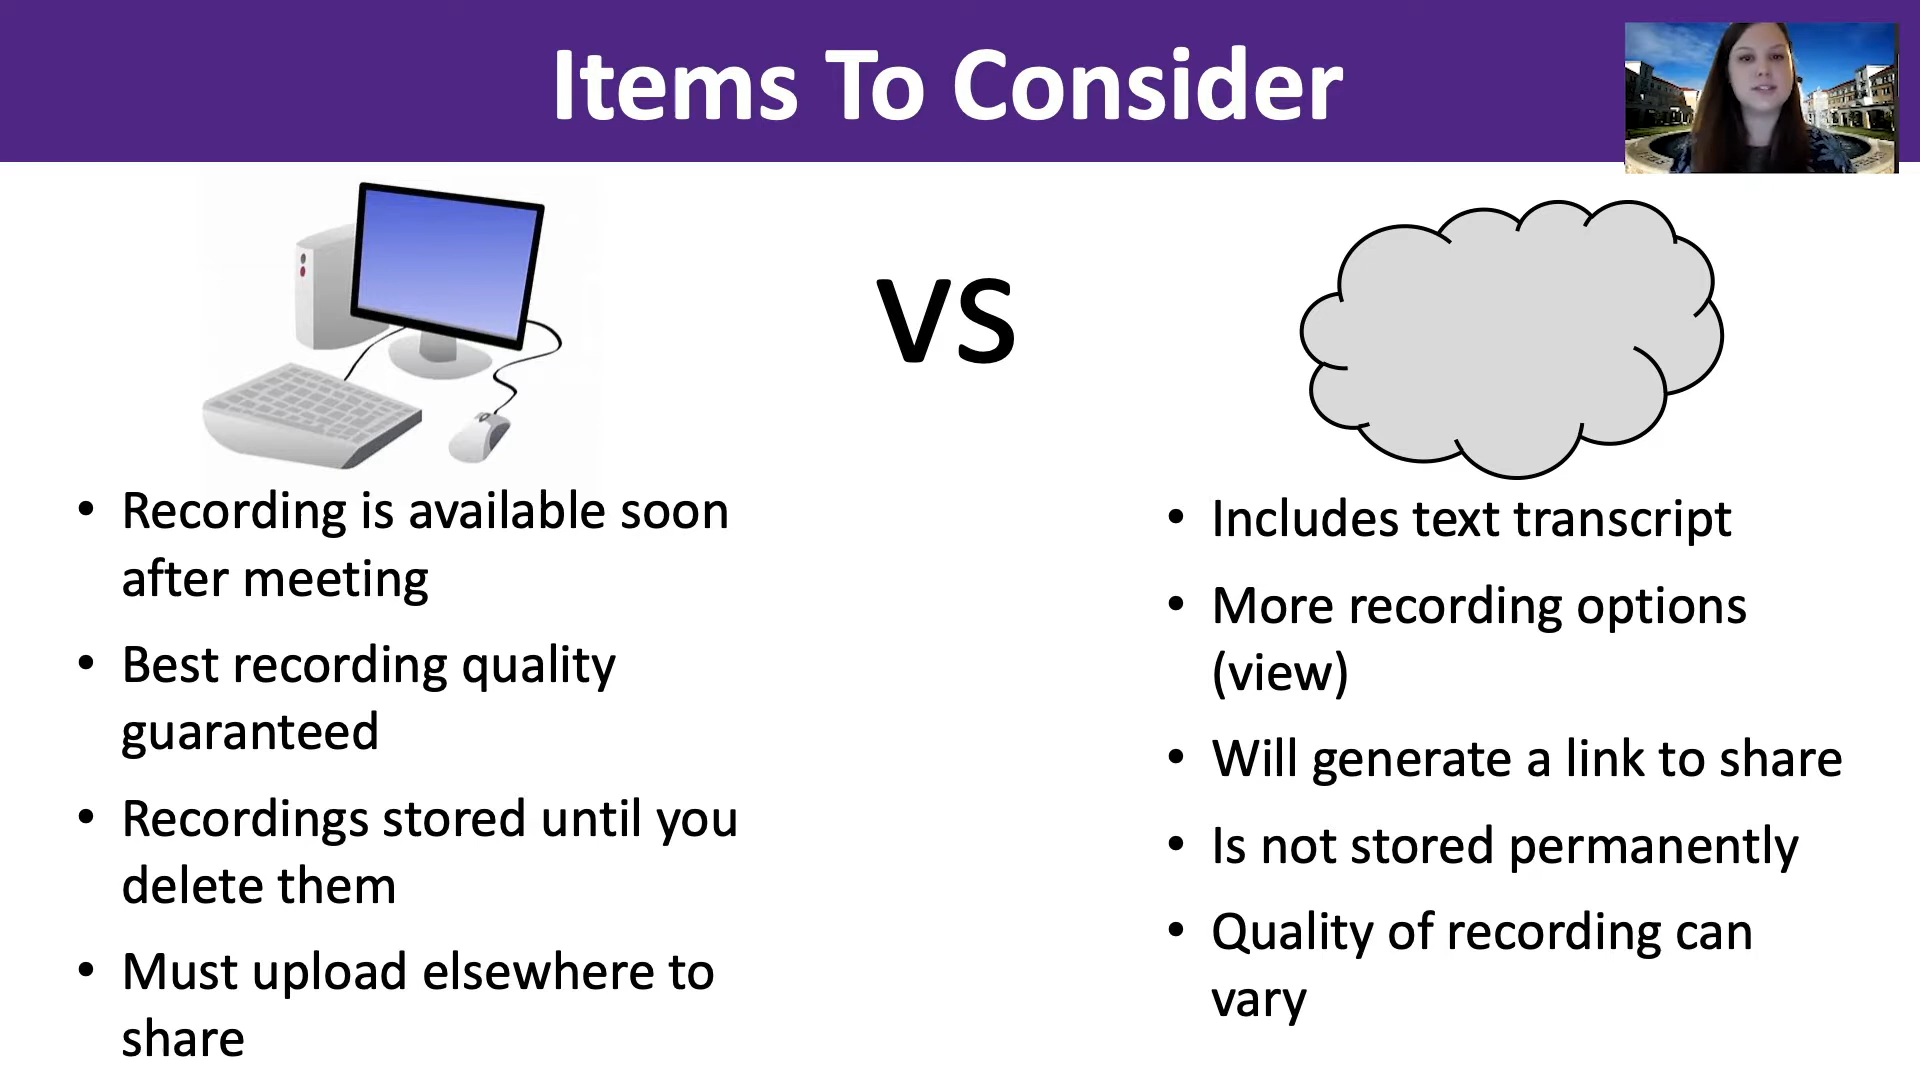 Items To Consider
VS
• Recording is available soon
after meeting
• Best recording quality
guaranteed
• Recordings stored until you
delete them
• Must upload elsewhere to
share
• Includes text transcript
• More recording options
(view)
• Will generate a link to share
• Is not stored permanently
• Quality of recording can
vary